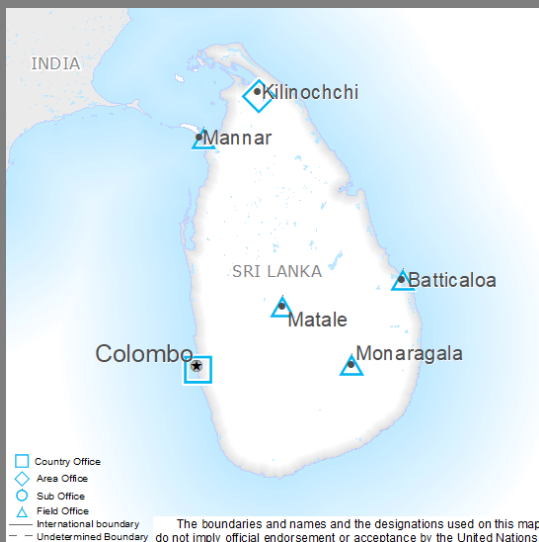 INDIA
Kilinochchi
Mannar
SRI LANKA
Batticaloa
Matale
Colombo
Monaragala
Country Office
Area Office
Sub Office
Field Office
International boundary
Undetermined Boundary
The boundaries and names and the designations used on this map
do not imply official endorsement or acceptance by the United Nations